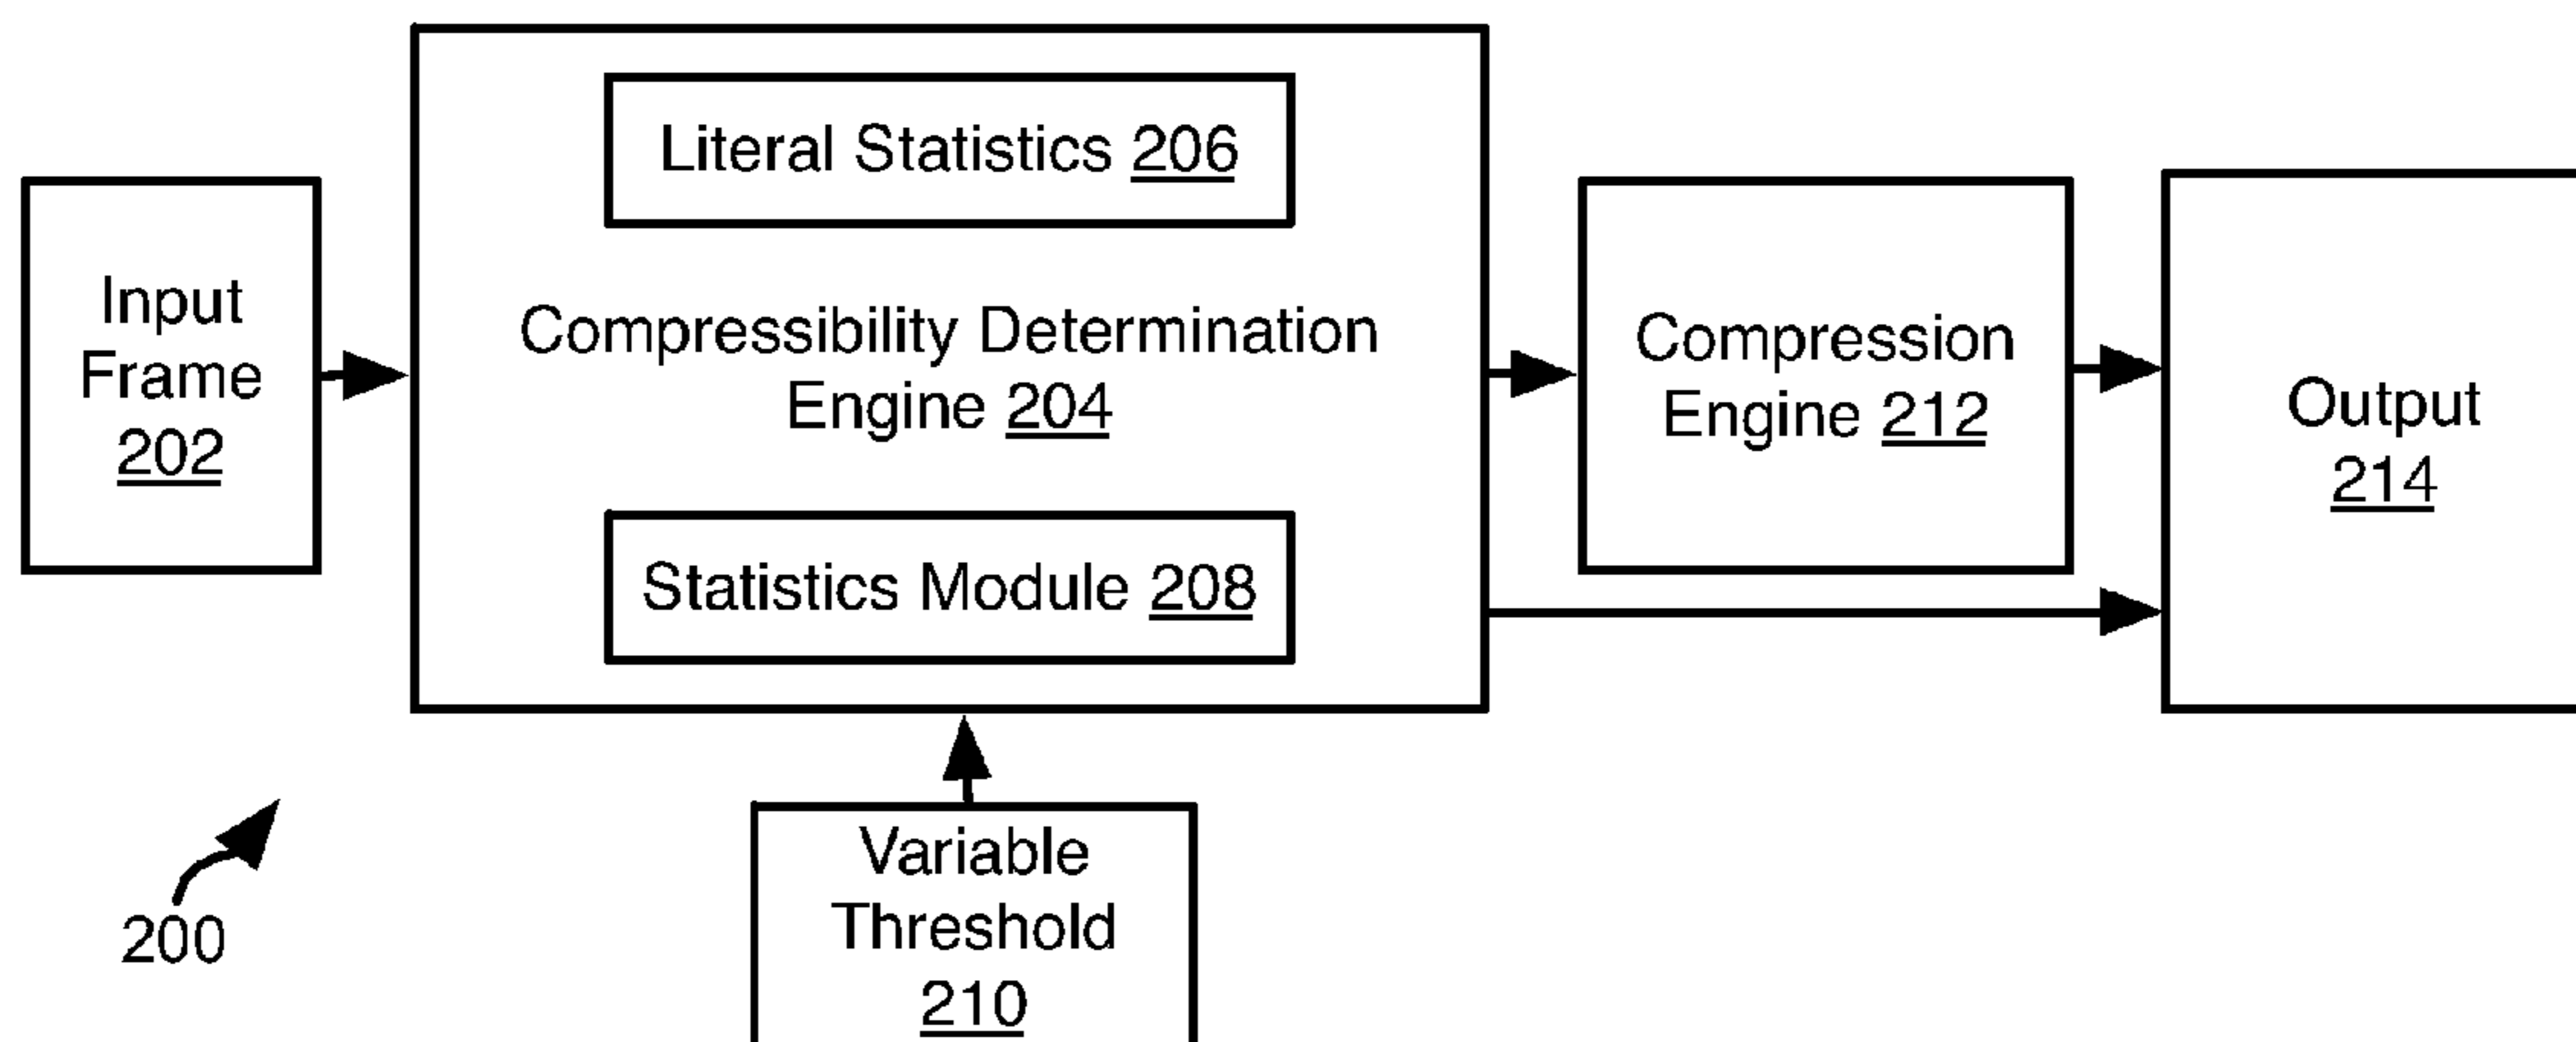 Literal Statistics 206
Input
Frame
202
Compressibility Determination
Engine 204
Statistics Module 208
Compression
Engine 212
Output
214
Variable
Threshold
210
200